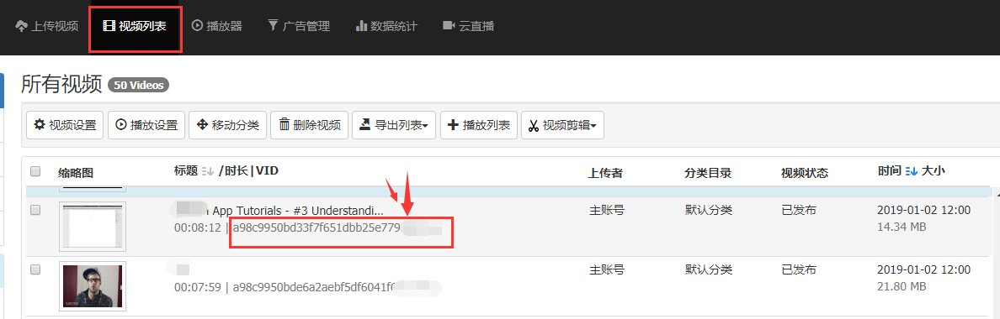 上传视频 视频列表 播放器 广告管理 数据统计 云直播
所有视频 50 Videos
视频设置 播放设置 移动分类 删除视频 导出列表 播放列表 视频剪辑
缩略图 标题 /时长|VID 上传者 分类目录 视频状态 时间 大小
App Tutorials - #3 Understandi... 主账号 默认分类 已发布 2019-01-02 12:00
00:08:12 | a98c9950bd33f7f651dbb25e779 14.34 MB
主账号 默认分类 已发布 2019-01-02 12:00
00:07:59 | a98c9950bde6a2aebf5df6041f 21.80 MB